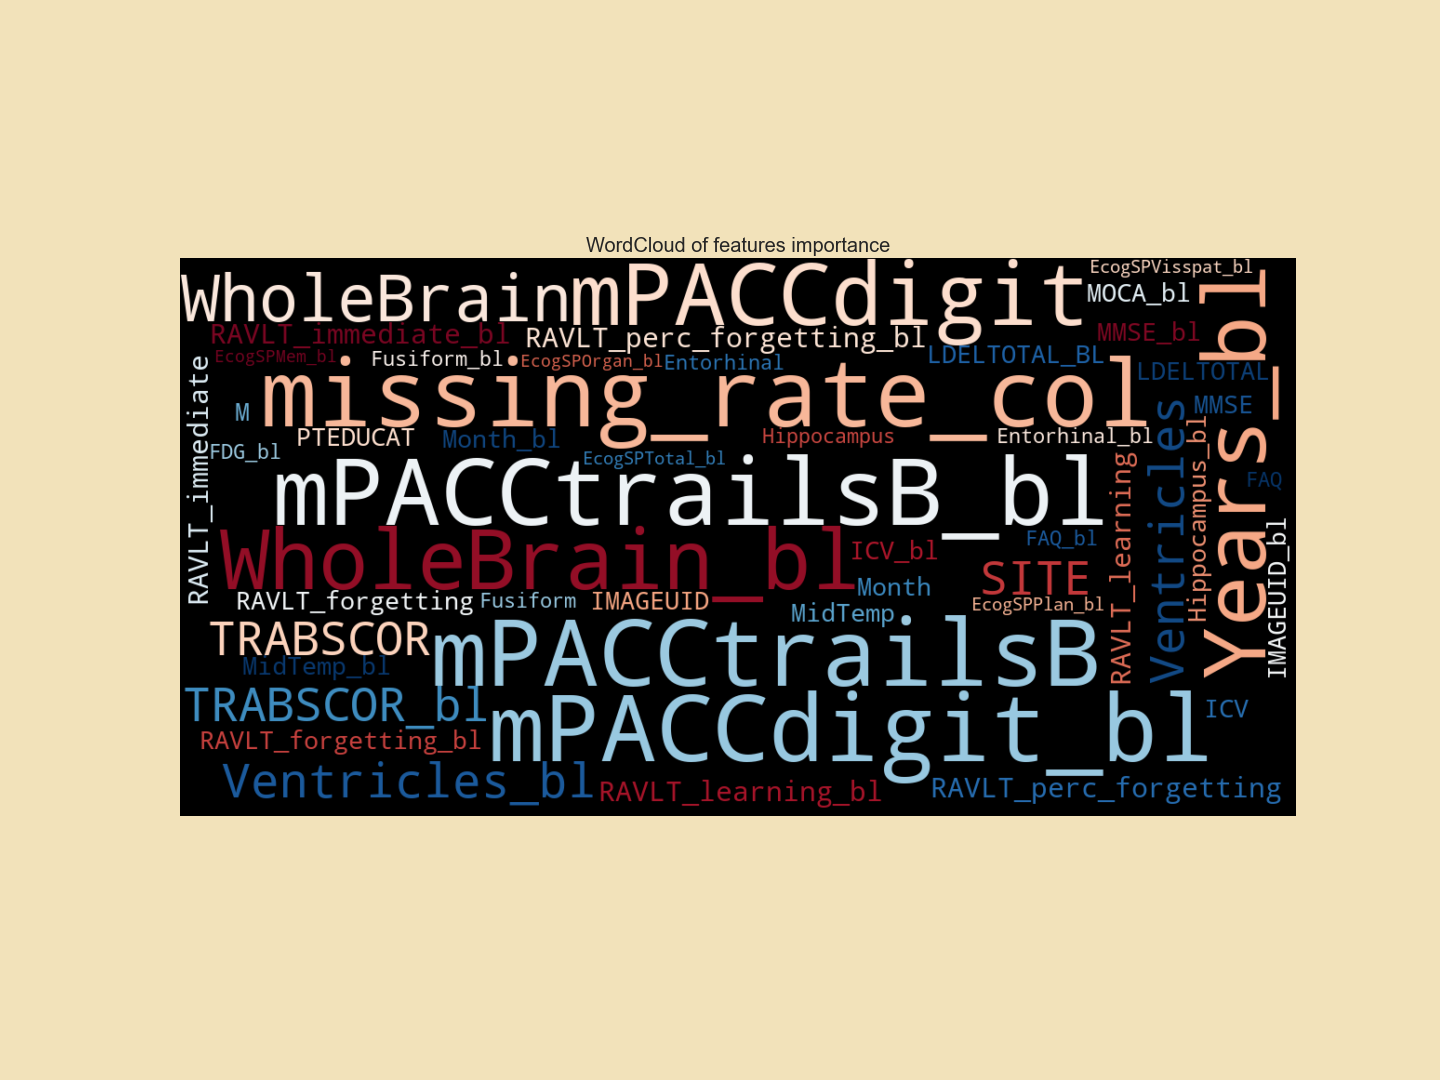 WordCloud of features importance
WholeBrain
mPACCdigit
EcogSPVisspat_bl
MOCA_bl
RAVLT_immediate_bl
RAVLT_perc_forgetting_bl
MMSE_bl
EcogSPMem_bl
Fusiform_bl
EcogSPOrgan_bl
Entorhinal
LDELTOTAL_BL
missing_rate_col
LDELTOTAL
M
MMSE
PTEDUCAT
Month_bl
Hippocampus
Entorhinal_bl
FDG_bl
EcogSPTotal_bl
RAVLT_immediate
mPACCtrailsB_bl
RAVLT_learning
Ventricles
Hippocampus_bl
Years_bl
FAQ
IMAGEUID_bl
WholeBrain_bl
ICV_bl
FAQ_bl
SITE
Month
RAVLT_forgetting
Fusiform
IMAGEUID
MidTemp
EcogSPPlan_bl
TRABSCOR
mPACCtrailsB
MidTemp_bl
TRABSCOR_bl
mPACCdigit_bl
ICV
RAVLT_forgetting_bl
Ventricles_bl
RAVLT_learning_bl
RAVLT_perc_forgetting